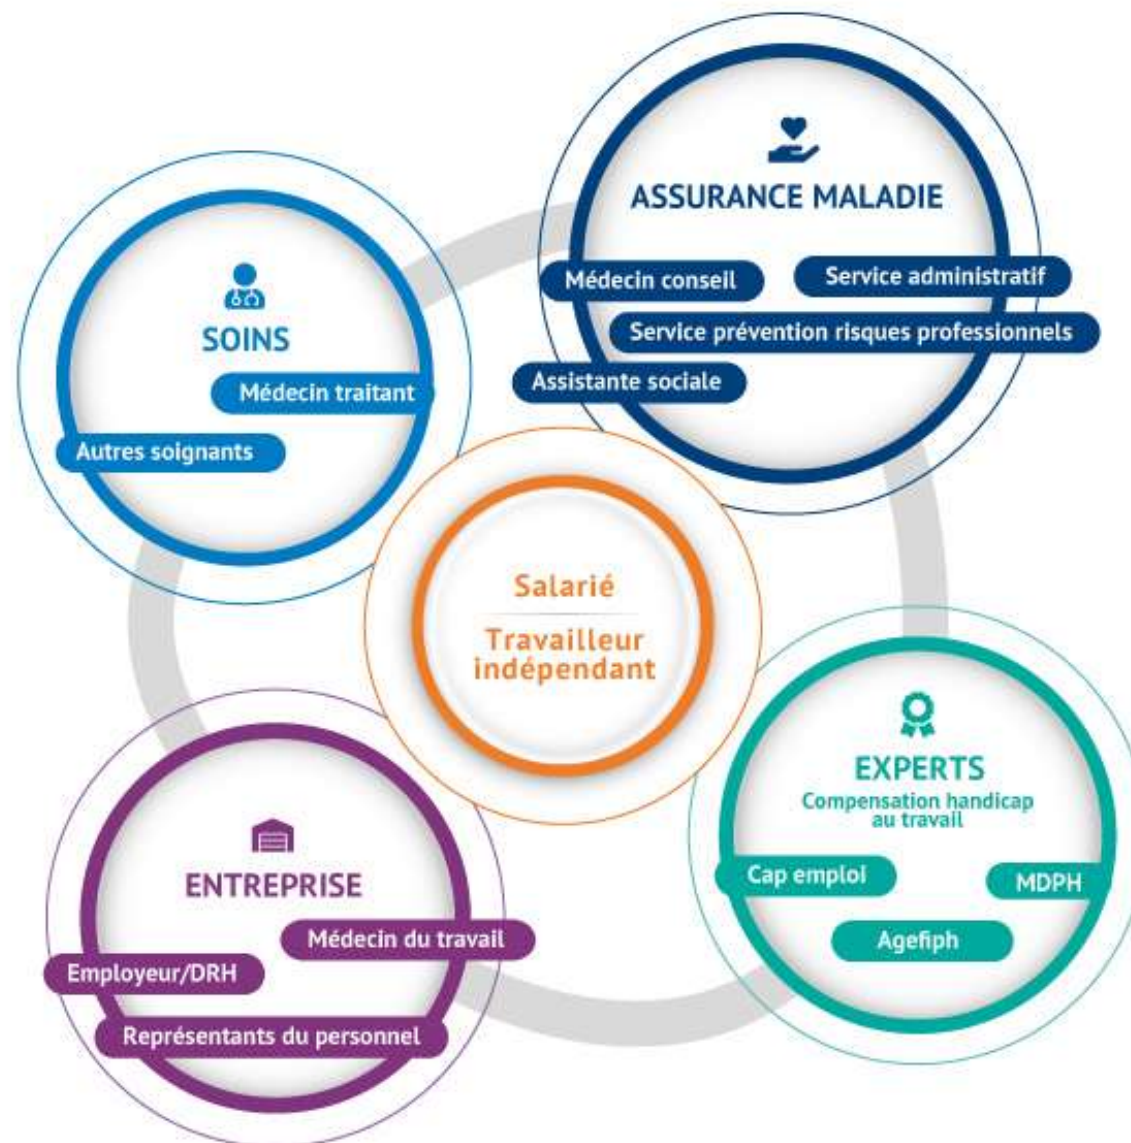 ASSURANCE MALADIE
Médecin conseil
Service administratif
Service prévention risques professionnels
Assistante sociale
SOINS
Médecin traitant
Autres soignants
Salarié
Travailleur
indépendant
EXPERTS
Compensation handicap
au travail
Cap emploi
MDPH
Agefiph
ENTREPRISE
Médecin du travail
Employeur/DRH
Représentants du personnel